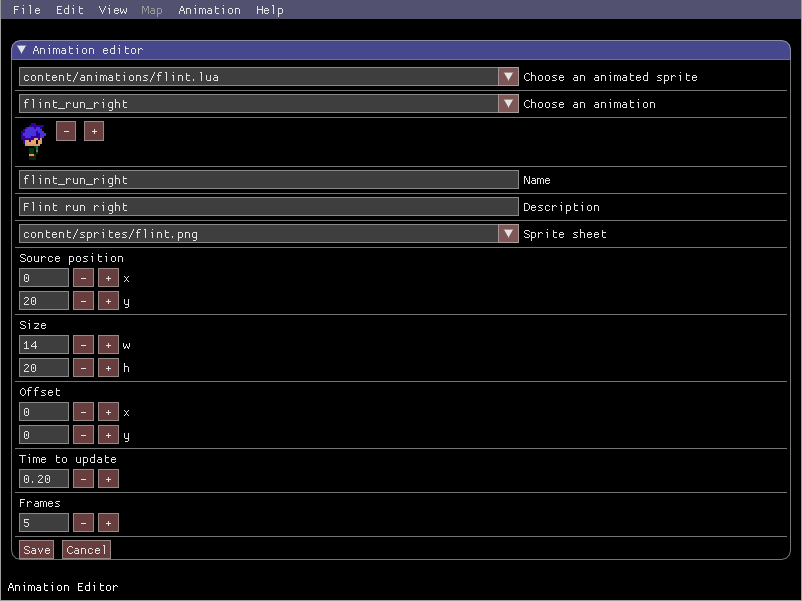 File Edit View Map Animation Help
Animation editor
content/animations/flint.lua Choose an animated sprite
flint_run_right Choose an animation
- +
flint_run_right Name
Flint run right Description
content/sprites/flint.png Sprite sheet
Source position
0 - + x
20 - + y
Size
14 - + w
20 - + h
Offset
0 - + x
0 - + y
Time to update
0.20 - +
Frames
5 - +
Save Cancel
Animation Editor